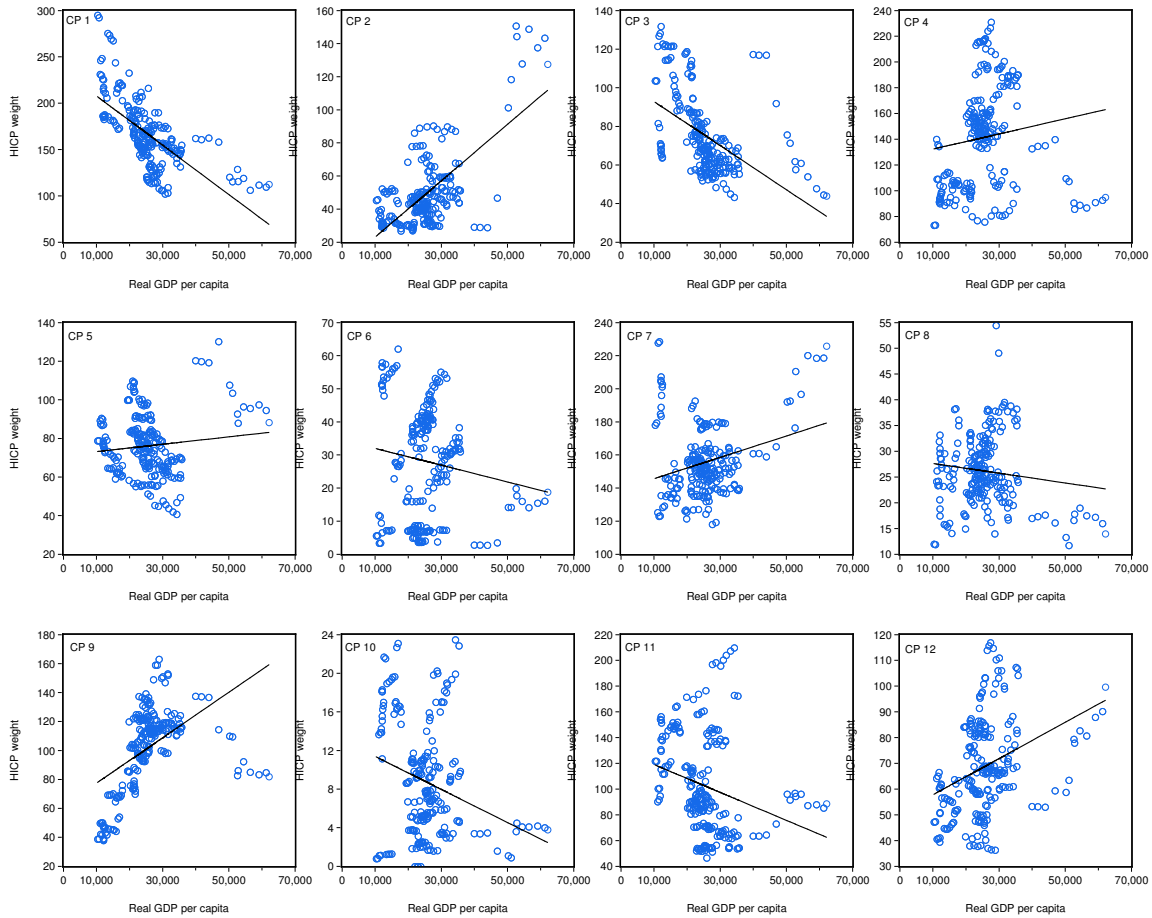 CP 1
HICP weight
300
250
200
150
100
50
0 10,000 30,000 50,000 70,000
Real GDP per capita
CP 2
HICP weight
160
140
120
100
80
60
40
20
0 10,000 30,000 50,000 70,000
Real GDP per capita
CP 3
HICP weight
140
120
100
80
60
40
20
0 10,000 30,000 50,000 70,000
Real GDP per capita
CP 4
HICP weight
240
220
200
180
160
140
120
100
80
60
0 10,000 30,000 50,000 70,000
Real GDP per capita
CP 5
HICP weight
140
120
100
80
60
40
20
0 10,000 30,000 50,000 70,000
Real GDP per capita
CP 6
HICP weight
70
60
50
40
30
20
10
0
0 10,000 30,000 50,000 70,000
Real GDP per capita
CP 7
HICP weight
240
220
200
180
160
140
120
100
0 10,000 30,000 50,000 70,000
Real GDP per capita
CP 8
HICP weight
55
50
45
40
35
30
25
20
15
10
0 10,000 30,000 50,000 70,000
Real GDP per capita
CP 9
HICP weight
180
160
140
120
100
80
60
40
20
0 10,000 30,000 50,000 70,000
Real GDP per capita
CP 10
HICP weight
24
20
16
12
8
4
0
0 10,000 30,000 50,000 70,000
Real GDP per capita
CP 11
HICP weight
220
200
180
160
140
120
100
80
60
40
0 10,000 30,000 50,000 70,000
Real GDP per capita
CP 12
HICP weight
120
110
100
90
80
70
60
50
40
30
0 10,000 30,000 50,000 70,000
Real GDP per capita